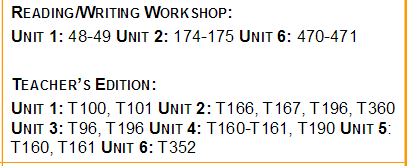 READING/WRITING WORKSHOP:
UNIT 1: 48-49 UNIT 2: 174-175 UNIT 6: 470-471
TEACHER'S EDITION:
UNIT 1: T100, T101 UNIT 2: T166, T167, T196, T360
UNIT 3: T96, T196 UNIT 4: T160-T161, T190 UNIT 5:
T160, T161 UNIT 6: T352